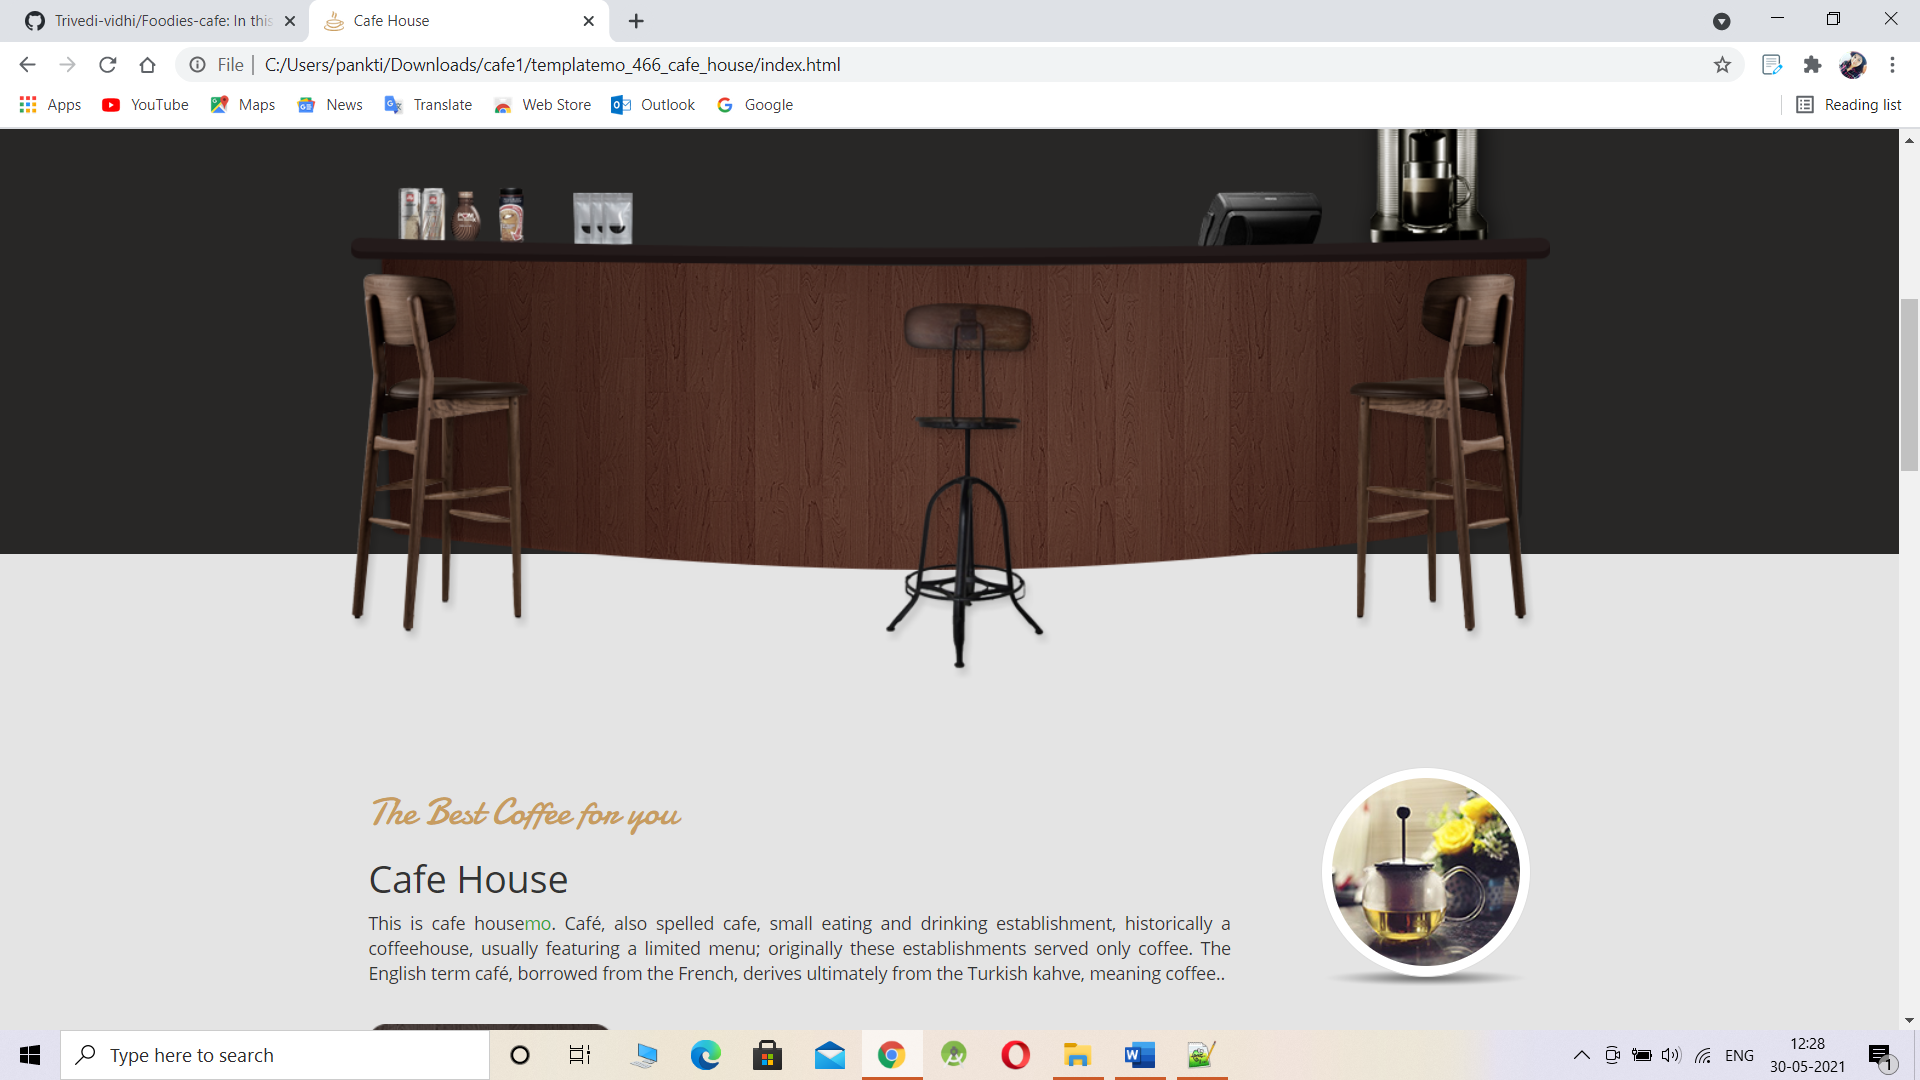 Trivedi-vidhi/Foodies-cafe: In this
Cafe House
File
C:/Users/pankti/Downloads/cafe1/templatemo_466_cafe_house/index.html
Apps
YouTube
Maps
News
Translate
Web Store
Outlook
Google
Reading list
The Best Coffee for you
Cafe House
This is cafe housemo. Café, also spelled cafe, small eating and drinking establishment, historically a
coffeehouse, usually featuring a limited menu; originally these establishments served only coffee. The
English term café, borrowed from the French, derives ultimately from the Turkish kahve, meaning coffee..
Type here to search
ENG
12:28
30-05-2021
1